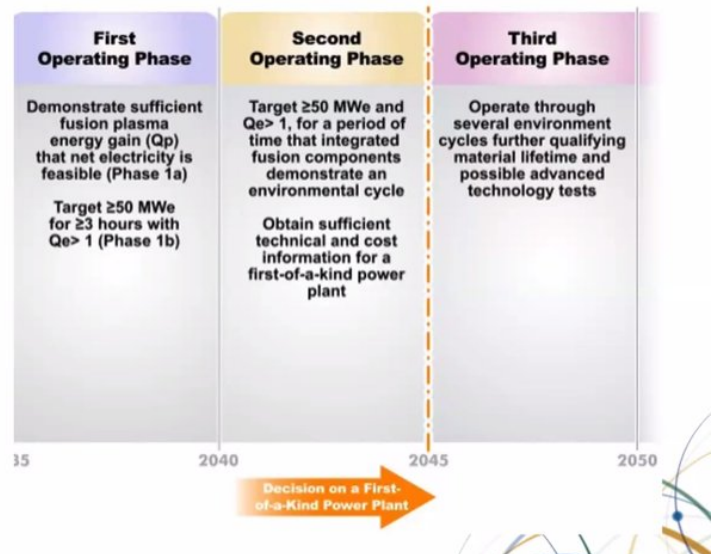 First
Operating Phase
Demonstrate sufficient
fusion plasma
energy gain (Qp)
that net electricity is
feasible (Phase 1a)
Target ≥50 MWe
for ≥3 hours with
Qe> 1 (Phase 1b)
Second
Operating Phase
Target ≥50 MWe and
Qe> 1, for a period of
time that integrated
fusion components
demonstrate an
environmental cycle
Obtain sufficient
technical and cost
information for a
first-of-a-kind power
plant
Third
Operating Phase
Operate through
several environment
cycles further qualifying
material lifetime and
possible advanced
technology tests
35
2040
2045
2050
Decision on a First-
of-a-Kind Power Plant